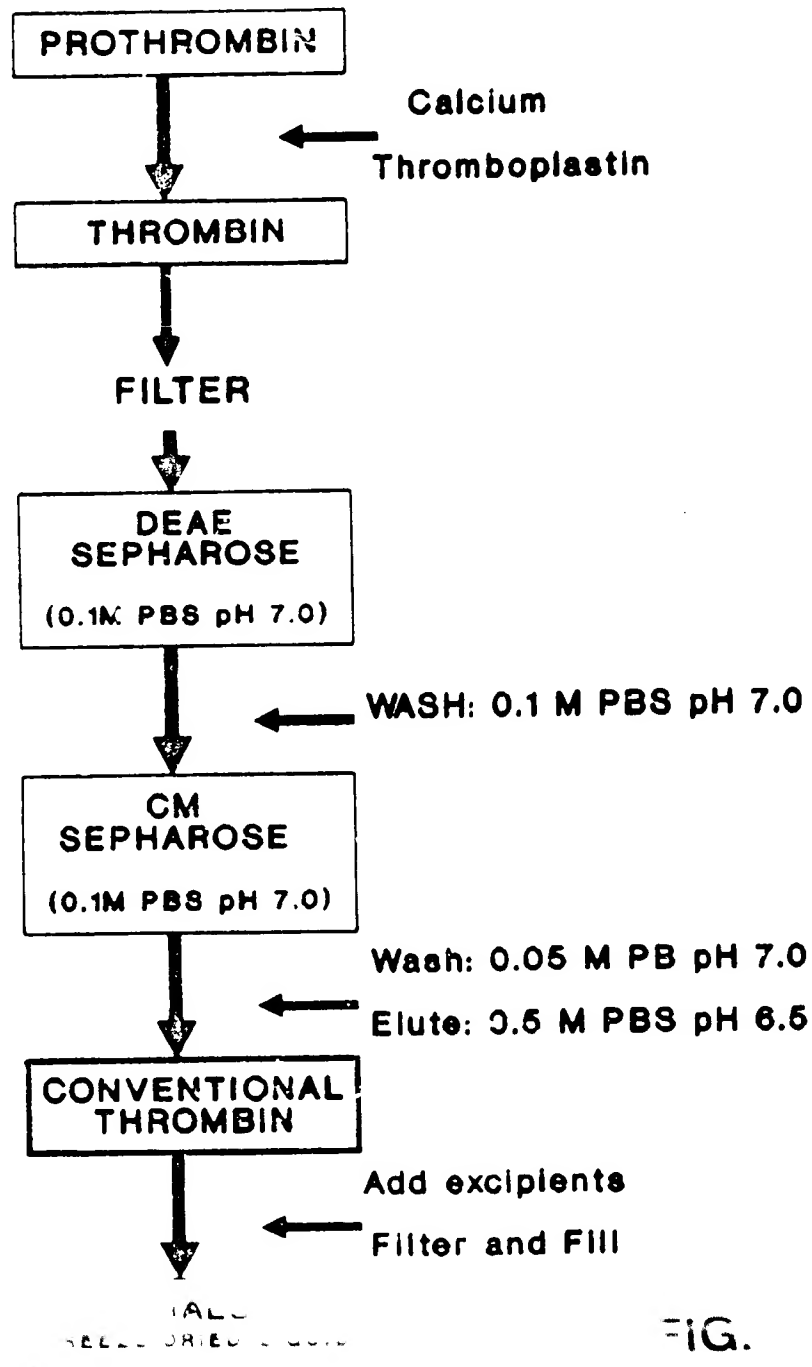 PROTHROMBIN
Calcium
Thromboplastin
THROMBIN
FILTER
DEAE
SEPHAROSE
(0.1M PBS pH 7.0)
WASH: 0.1 M PBS pH 7.0
CM
SEPHAROSE
(0.1M PBS pH 7.0)
Wash: 0.05 M PB pH 7.0
Elute: 0.5 M PBS pH 6.5
CONVENTIONAL
THROMBIN
Add excipients
Filter and Fill
FIG.